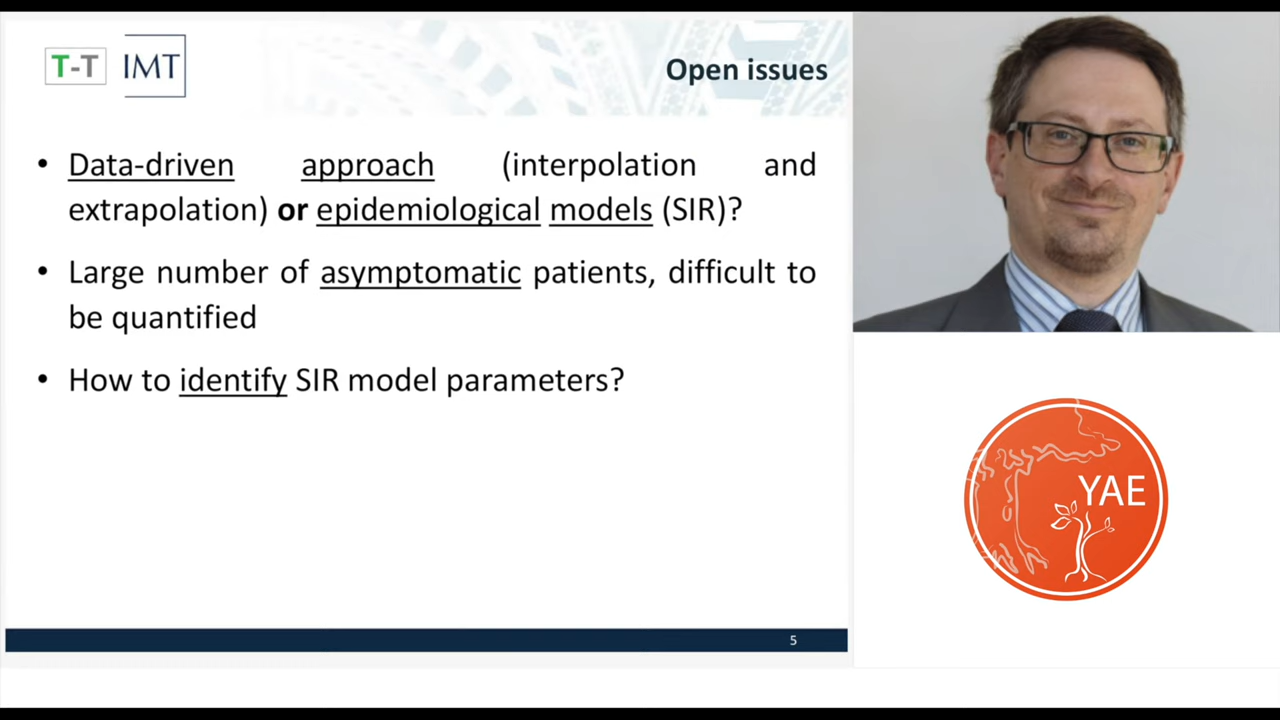 T-T IMT
Open issues
• Data-driven approach (interpolation and
extrapolation) or epidemiological models (SIR)?
• Large number of asymptomatic patients, difficult to
be quantified
• How to identify SIR model parameters?
YAE
5